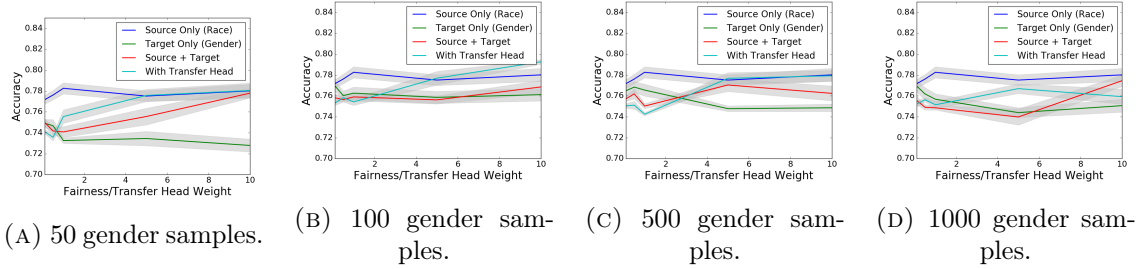 0.84
0.82
0.80
0.78
0.76
0.74
0.72
0.70
Accuracy
2 4 6 8 10
Fairness/Transfer Head Weight
Source Only (Race)
Target Only (Gender)
Source + Target
With Transfer Head
(A) 50 gender samples.
0.84
0.82
0.80
0.78
0.76
0.74
0.72
0.70
Accuracy
2 4 6 8 10
Fairness/Transfer Head Weight
Source Only (Race)
Target Only (Gender)
Source + Target
With Transfer Head
(B) 100 gender sam-
ples.
0.84
0.82
0.80
0.78
0.76
0.74
0.72
0.70
Accuracy
2 4 6 8 10
Fairness/Transfer Head Weight
Source Only (Race)
Target Only (Gender)
Source + Target
With Transfer Head
(C) 500 gender sam-
ples.
0.84
0.82
0.80
0.78
0.76
0.74
0.72
0.70
Accuracy
2 4 6 8 10
Fairness/Transfer Head Weight
Source Only (Race)
Target Only (Gender)
Source + Target
With Transfer Head
(D) 1000 gender sam-
ples.